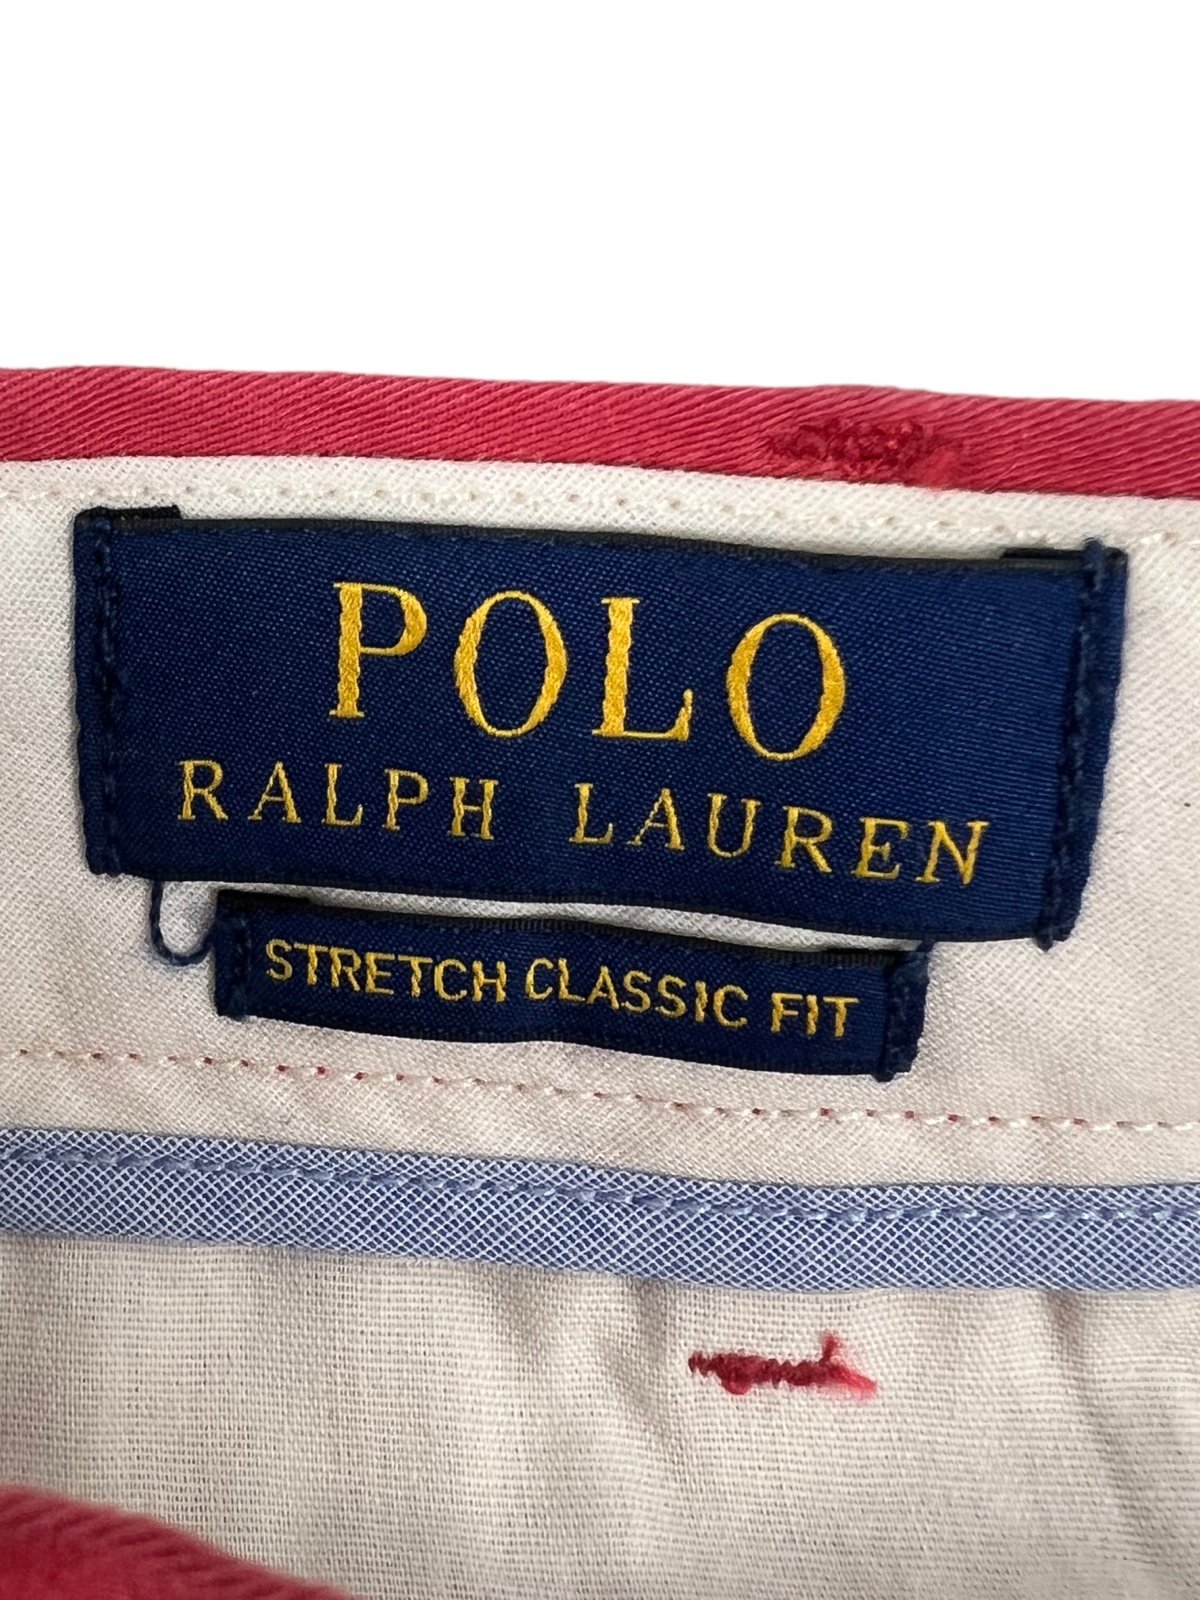 POLO
RALPH LAUREN
STRETCH CLASSIC FIT